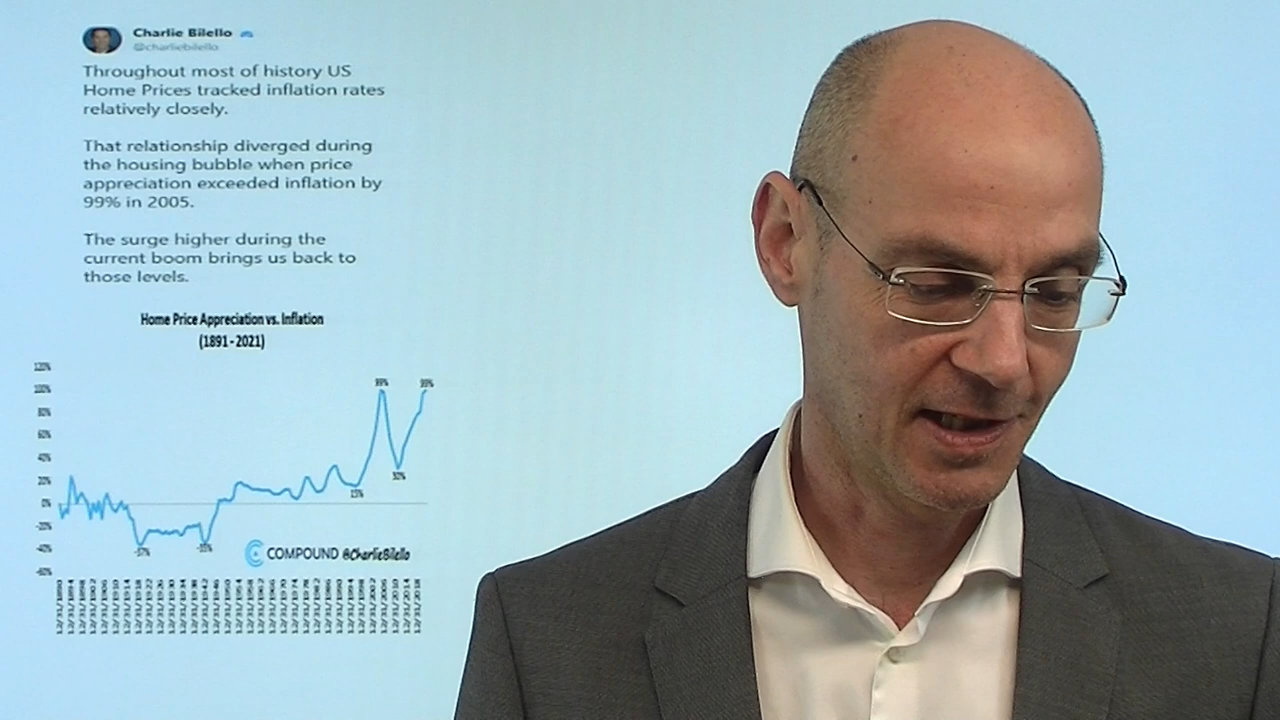 Charlie Bilello
@charliebilello
Throughout most of history US
Home Prices tracked inflation rates
relatively closely.
That relationship diverged during
the housing bubble when price
appreciation exceeded inflation by
99% in 2005.
The surge higher during the
current boom brings us back to
those levels.
Home Price Appreciation vs. Inflation
(1891 - 2021)
120%
100%
80%
60%
40%
20%
0%
-20%
-40%
-60%
99%
99%
30%
15%
-37%
-35%
COMPOUND @CharlieBilello